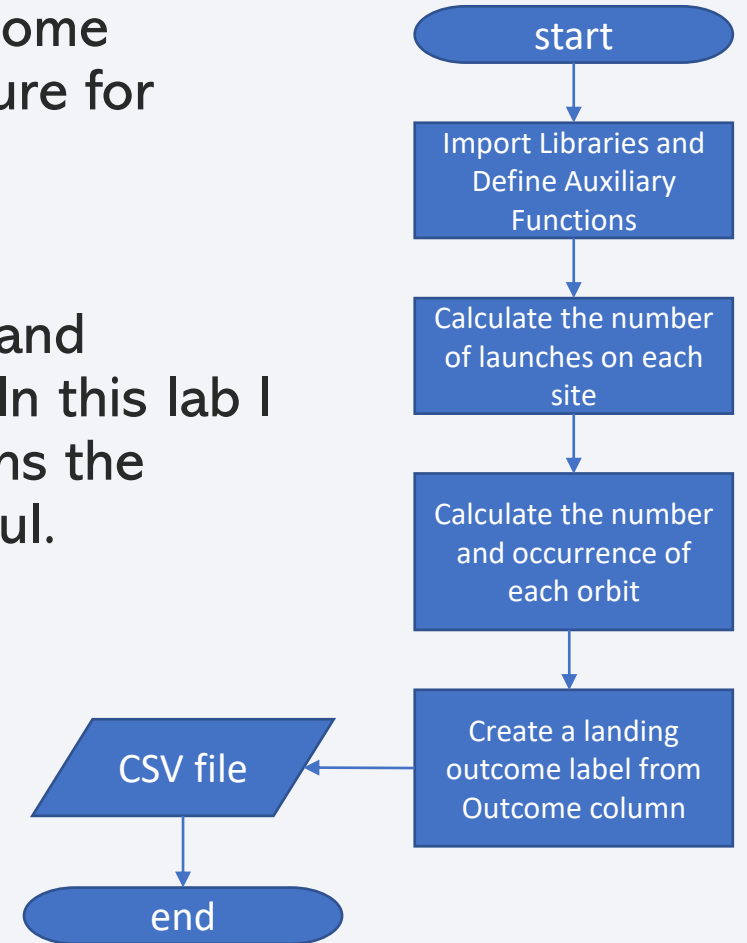 ome
ure for
and
In this lab I
ns the
ul.
start
Import Libraries and
Define Auxiliary
Functions
Calculate the number
of launches on each
site
Calculate the number
and occurrence of
each orbit
Create a landing
outcome label from
Outcome column
CSV file
end